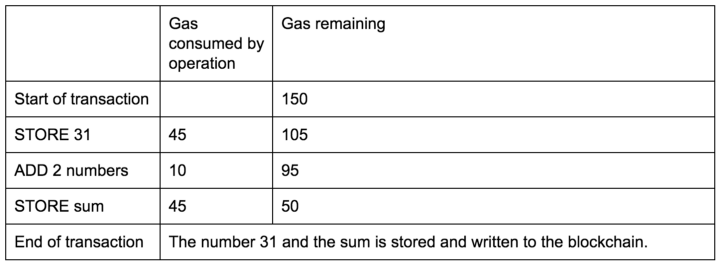 Gas consumed by operation
Gas remaining
Start of transaction 150
STORE 31 45 105
ADD 2 numbers 10 95
STORE sum 45 50
End of transaction The number 31 and the sum is stored and written to the blockchain.